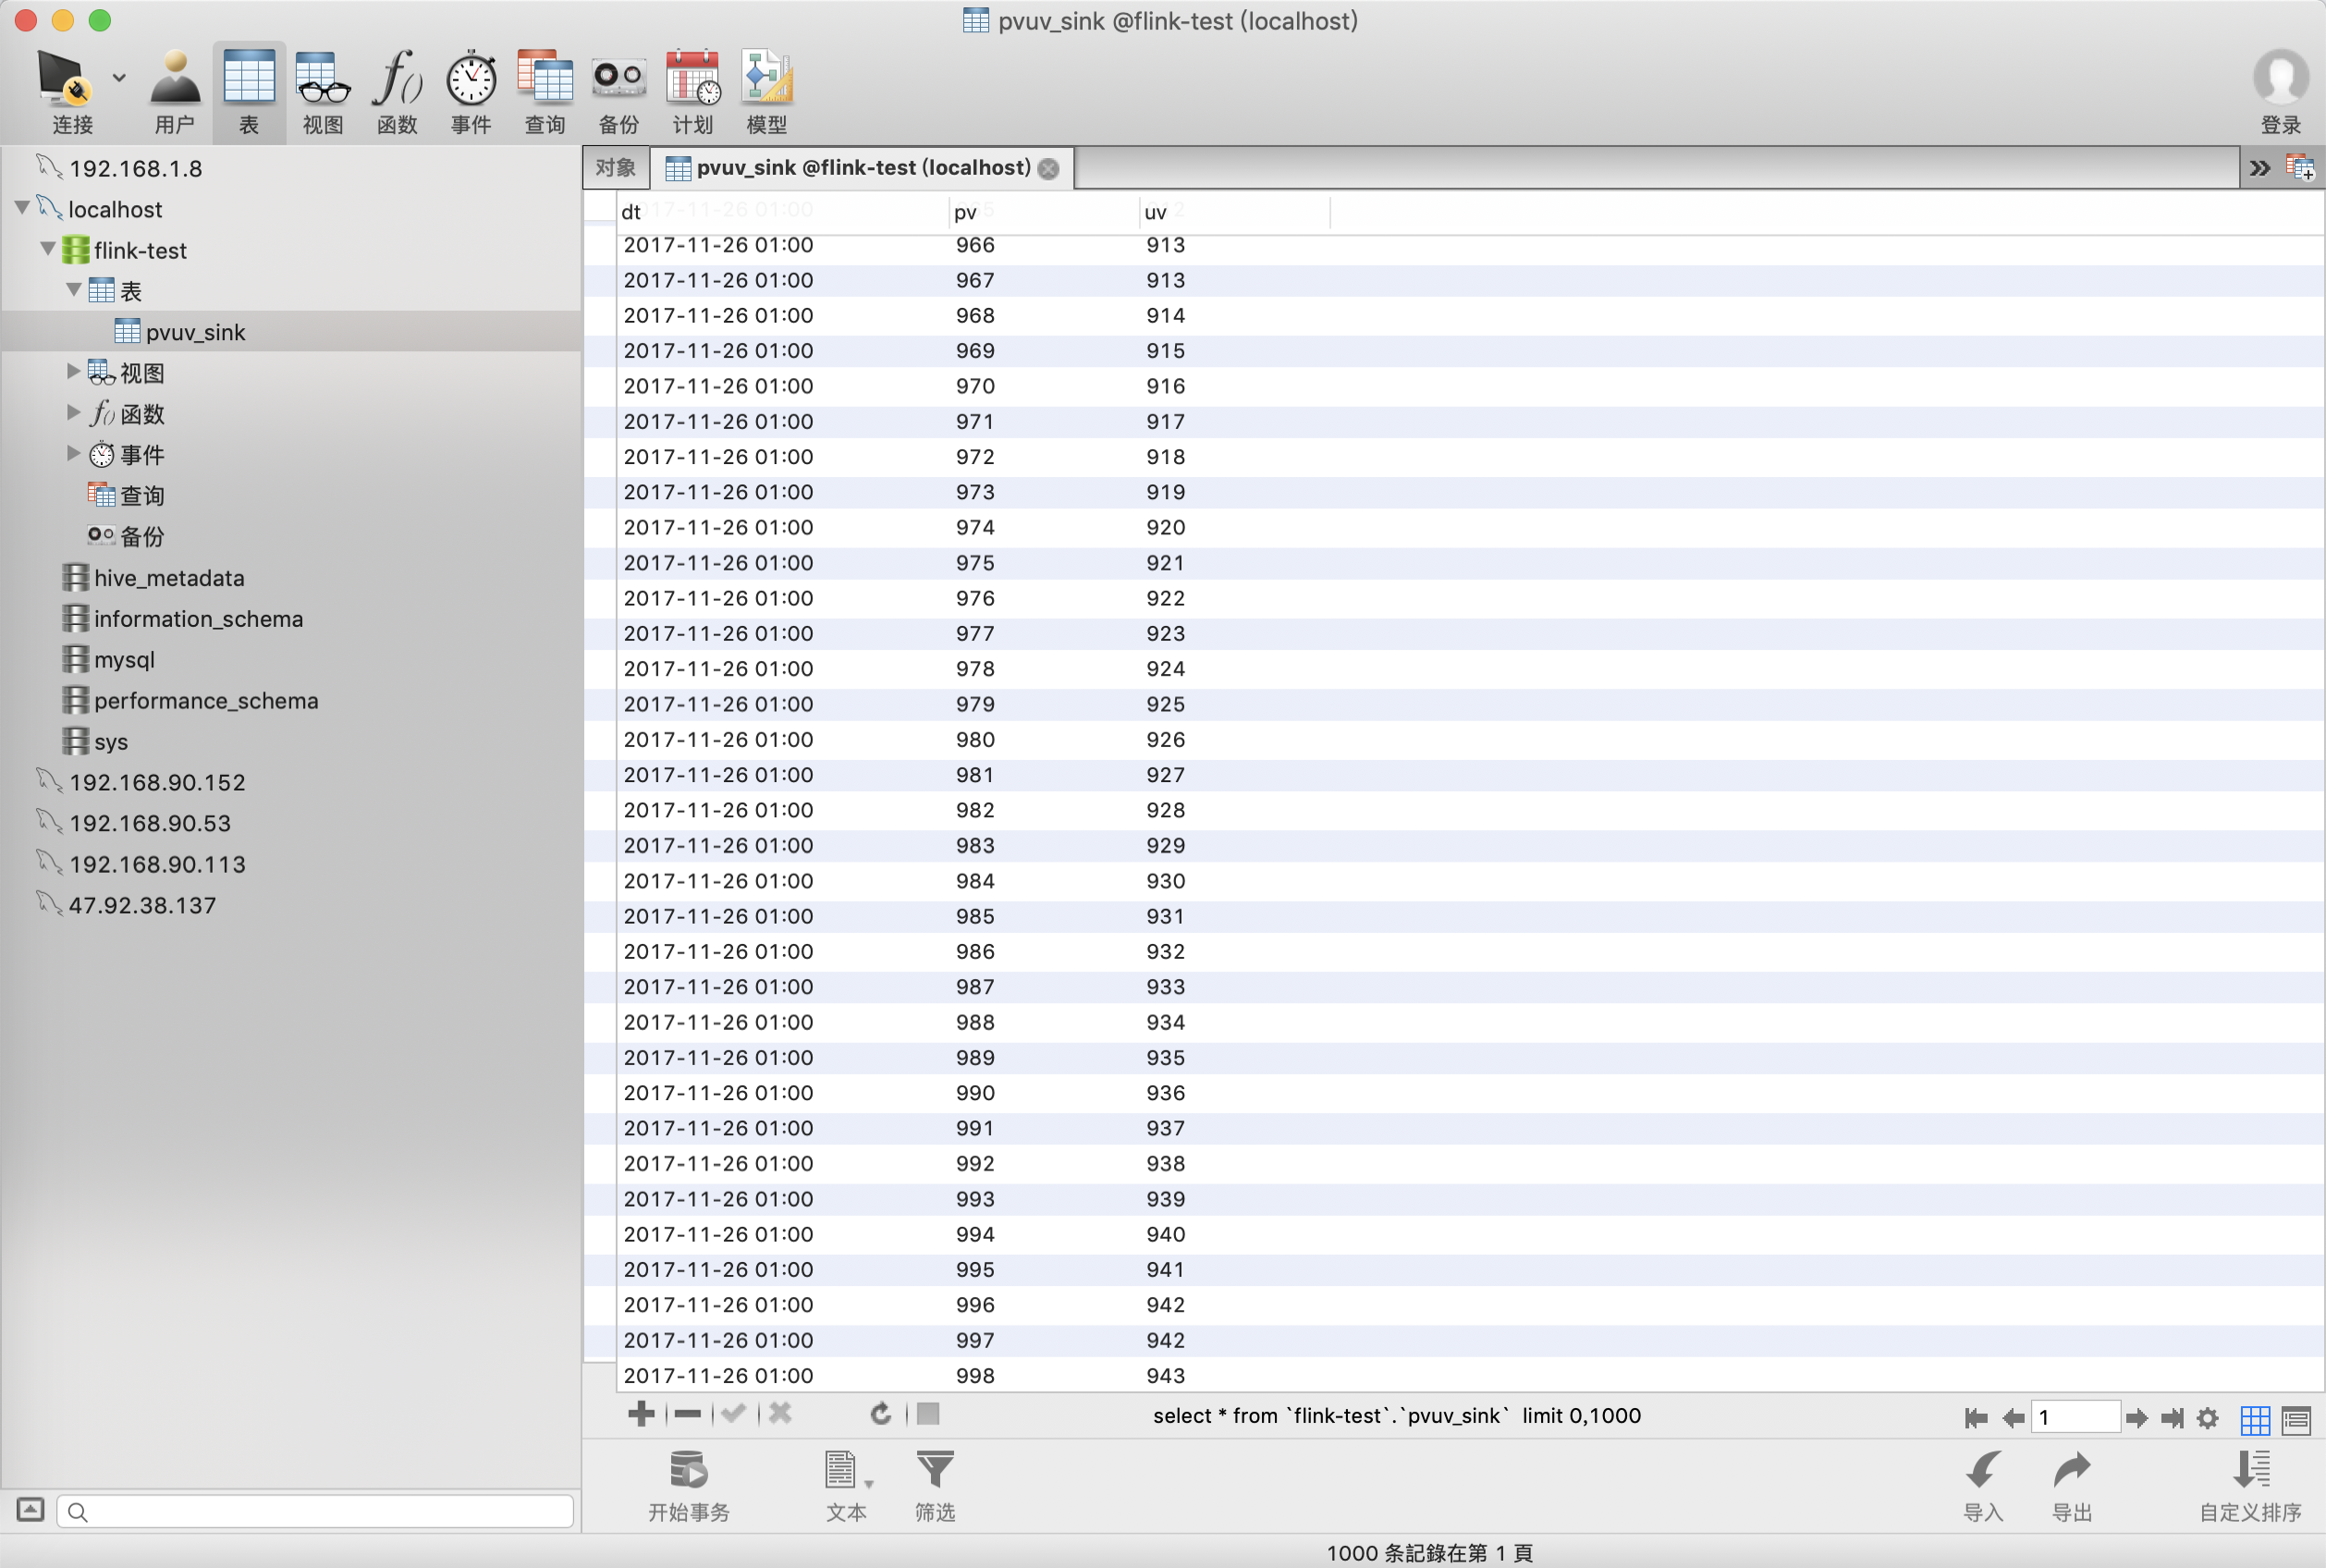 pvuv_sink @flink-test (localhost)
连接 用户 表 视图 函数 事件 查询 备份 计划 模型 登录
192.168.1.8
localhost
flink-test
表
pvuv_sink
视图
函数
事件
查询
备份
hive_metadata
information_schema
mysql
performance_schema
sys
192.168.90.152
192.168.90.53
192.168.90.113
47.92.38.137
对象 pvuv_sink @flink-test (localhost)
dt pv uv
2017-11-26 01:00 966 913
2017-11-26 01:00 967 913
2017-11-26 01:00 968 914
2017-11-26 01:00 969 915
2017-11-26 01:00 970 916
2017-11-26 01:00 971 917
2017-11-26 01:00 972 918
2017-11-26 01:00 973 919
2017-11-26 01:00 974 920
2017-11-26 01:00 975 921
2017-11-26 01:00 976 922
2017-11-26 01:00 977 923
2017-11-26 01:00 978 924
2017-11-26 01:00 979 925
2017-11-26 01:00 980 926
2017-11-26 01:00 981 927
2017-11-26 01:00 982 928
2017-11-26 01:00 983 929
2017-11-26 01:00 984 930
2017-11-26 01:00 985 931
2017-11-26 01:00 986 932
2017-11-26 01:00 987 933
2017-11-26 01:00 988 934
2017-11-26 01:00 989 935
2017-11-26 01:00 990 936
2017-11-26 01:00 991 937
2017-11-26 01:00 992 938
2017-11-26 01:00 993 939
2017-11-26 01:00 994 940
2017-11-26 01:00 995 941
2017-11-26 01:00 996 942
2017-11-26 01:00 997 942
2017-11-26 01:00 998 943
select * from `flink-test`.`pvuv_sink` limit 0,1000 1
开始事务 文本 筛选 导入 导出 自定义排序
1000 条記錄在第 1 頁